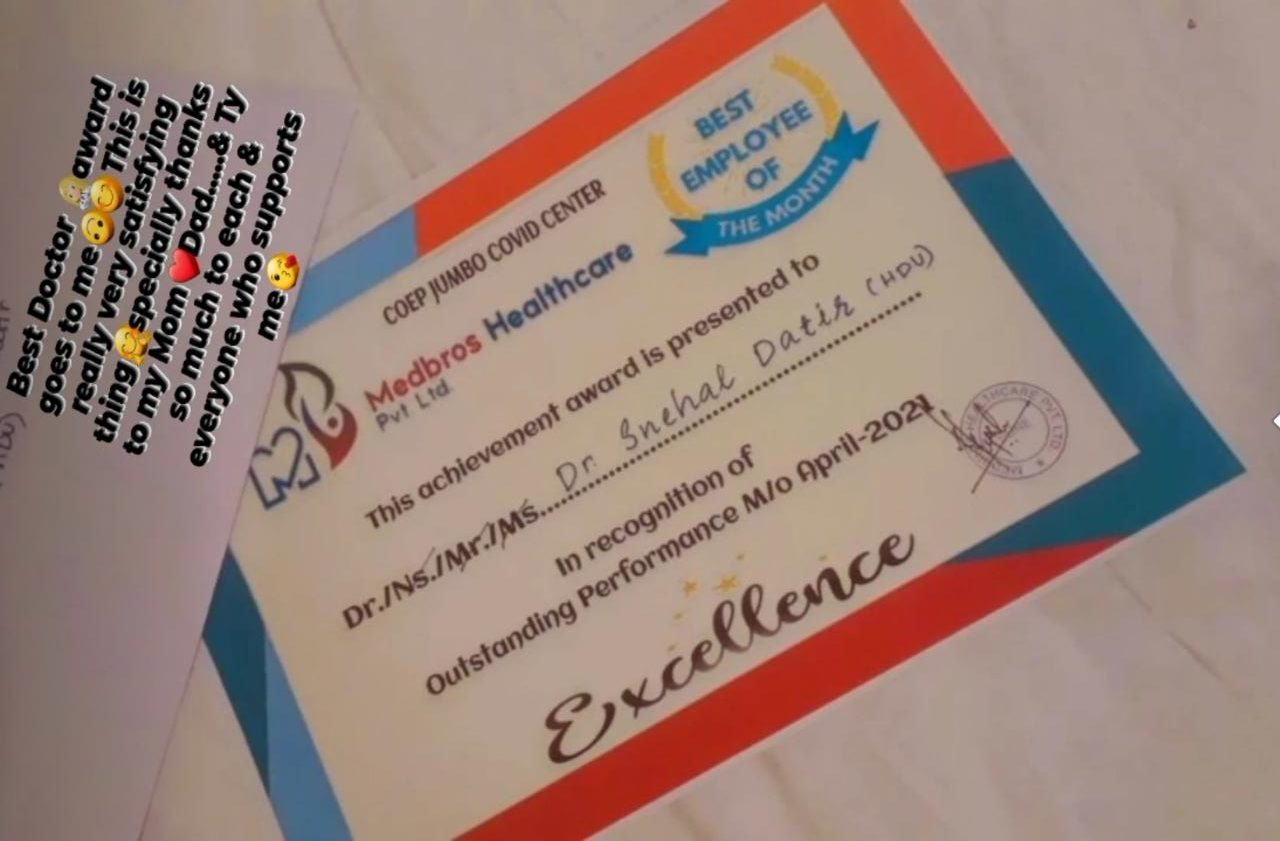 Best Doctor 👩‍⚕️award
goes to me🙂😊This is
really very satisfying
thing🤗specially thanks
to my Mom❤️Dad.....& Ty
so much to each &
everyone who supports
me😘
COEP JUMBO COVID CENTER
Medbros Healthcare
Pvt Ltd.
BEST
EMPLOYEE
OF
THE MONTH
This achievement award is presented to
Dr./Ns./Mr./Ms. Dr. Snehal Datir (HDU)
In recognition of
Outstanding Performance M/o April-2021
Excellence
HEALTHCARE PVT LTD.